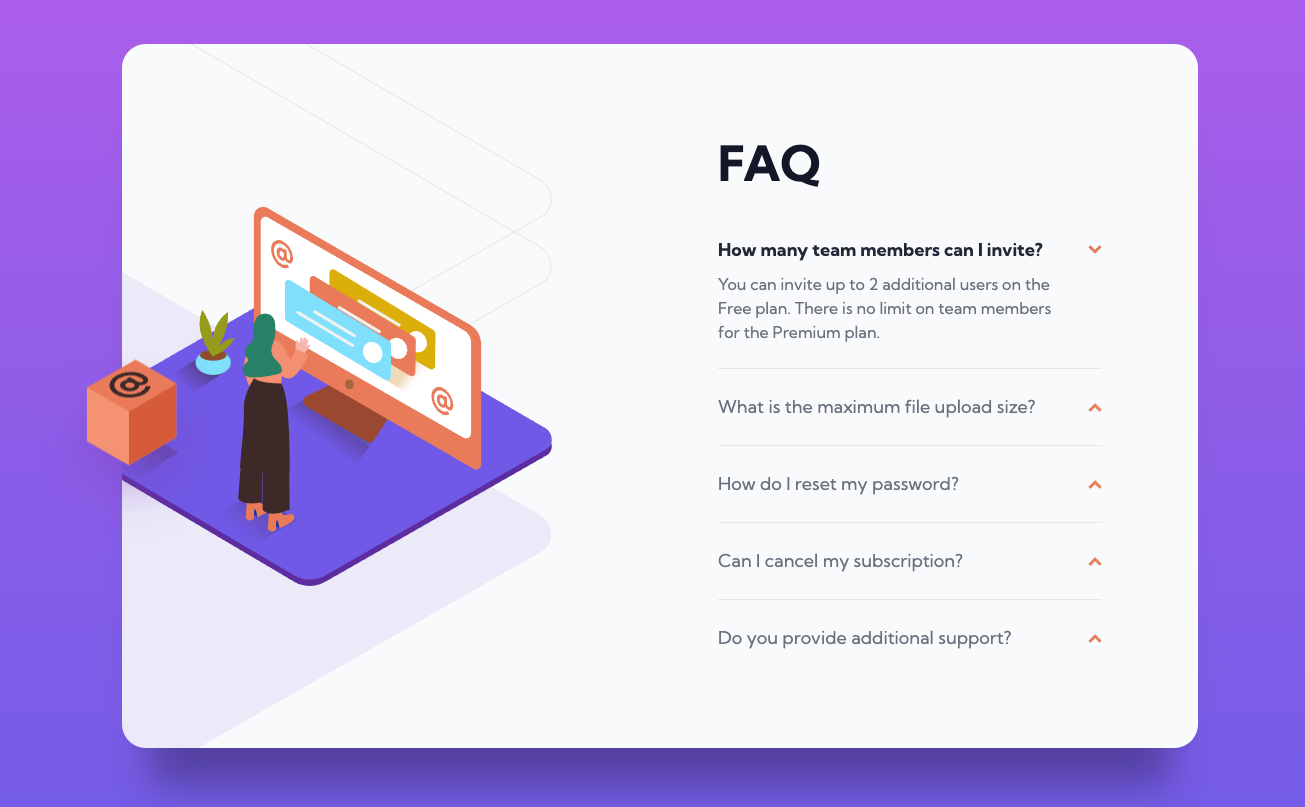 FAQ
How many team members can I invite?
You can invite up to 2 additional users on the
Free plan. There is no limit on team members
for the Premium plan.
What is the maximum file upload size?
How do I reset my password?
Can I cancel my subscription?
Do you provide additional support?
@
@
@